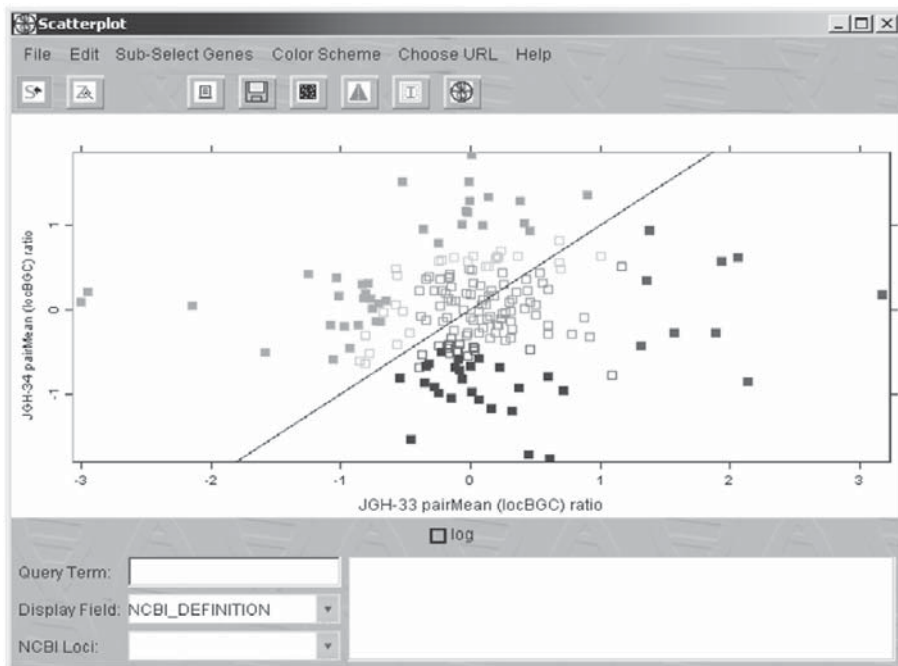 Scatterplot
File Edit Sub-Select Genes Color Scheme Choose URL Help
JGH-34 pairMean (locBGC) ratio
1
0
-1
-3 -2 -1 0 1 2 3
JGH-33 pairMean (locBGC) ratio
log
Query Term:
Display Field: NCBI_DEFINITION
NCBI Loci: